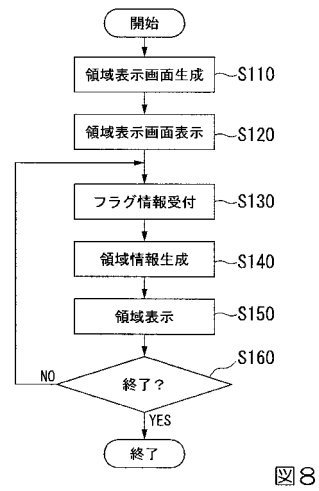 開始
領域表示画面生成 S110
領域表示画面表示 S120
フラグ情報受付 S130
領域情報生成 S140
領域表示 S150
S160
NO 終了？
YES
終了
図8